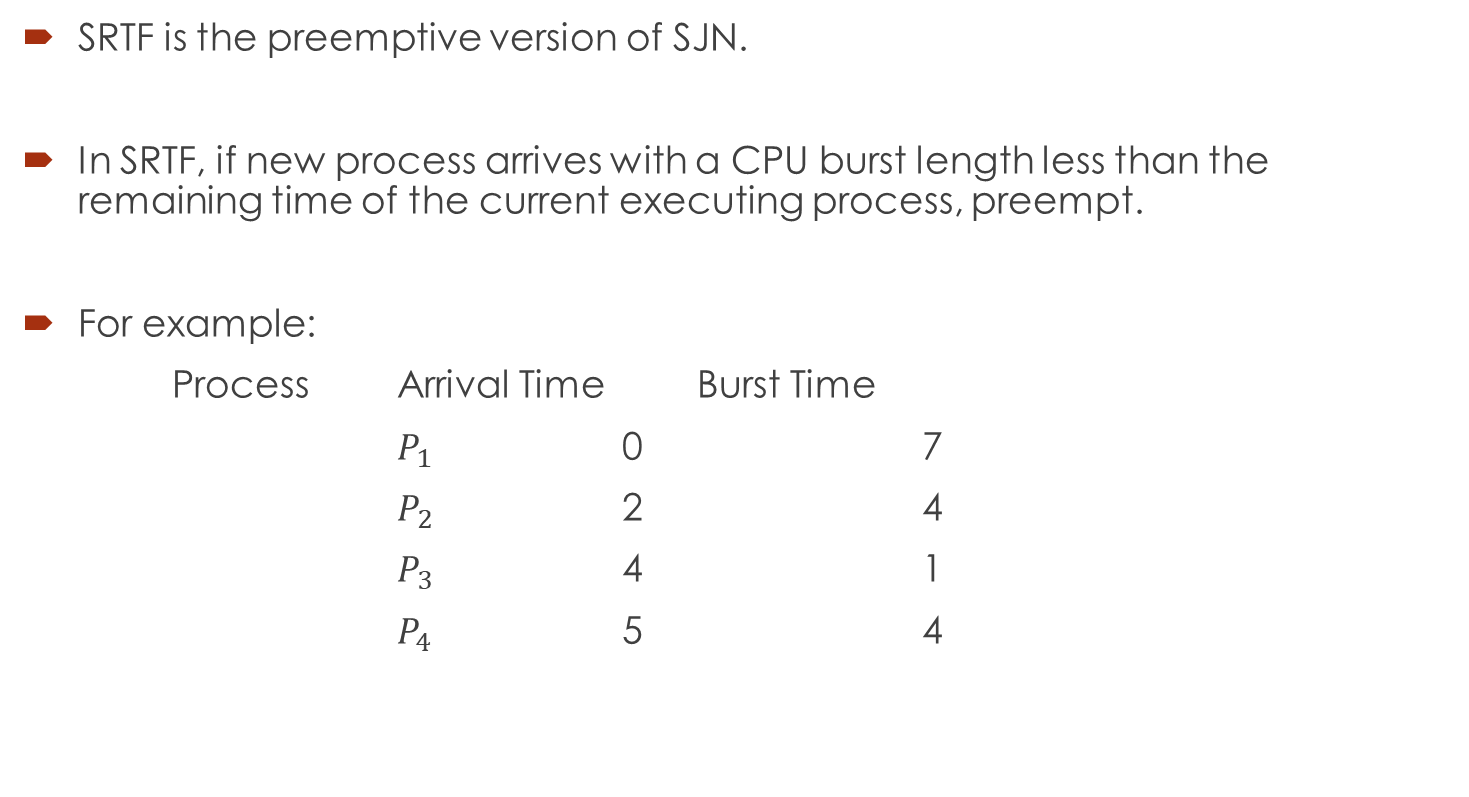 SRTF is the preemptive version of SJN.
In SRTF, if new process arrives with a CPU burst length less than the
remaining time of the current executing process, preempt.
For example:
Process Arrival Time Burst Time
P₁ 0 7
P₂ 2 4
P₃ 4 1
P₄ 5 4